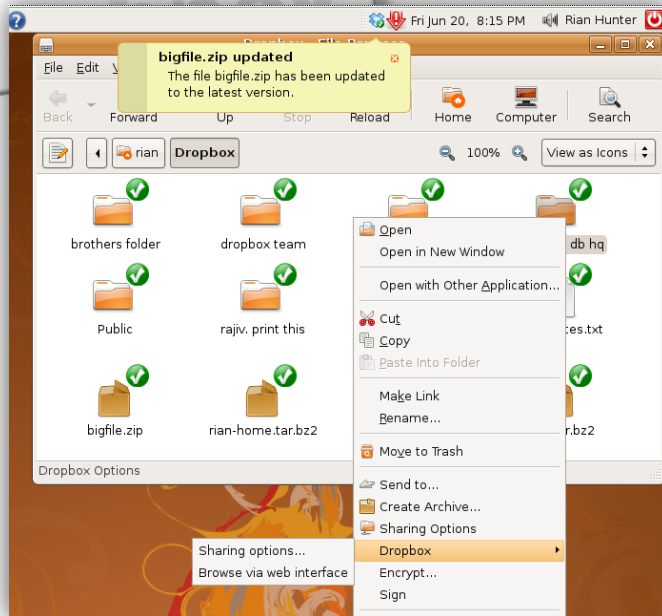 Fri Jun 20, 8:15 PM Rian Hunter
bigfile.zip updated
The file bigfile.zip has been updated
to the latest version.
File Edit
Back Forward Up Stop Reload Home Computer Search
rian Dropbox 100% View as Icons
brothers folder dropbox team db hq
Public rajiv. print this
bigfile.zip rian-home.tar.bz2
Dropbox Options
Open
Open in New Window
Open with Other Application...
Cut
Copy
Paste Into Folder
Make Link
Rename...
Move to Trash
Send to...
Create Archive...
Sharing Options
Dropbox
Encrypt...
Sign
Sharing options...
Browse via web interface